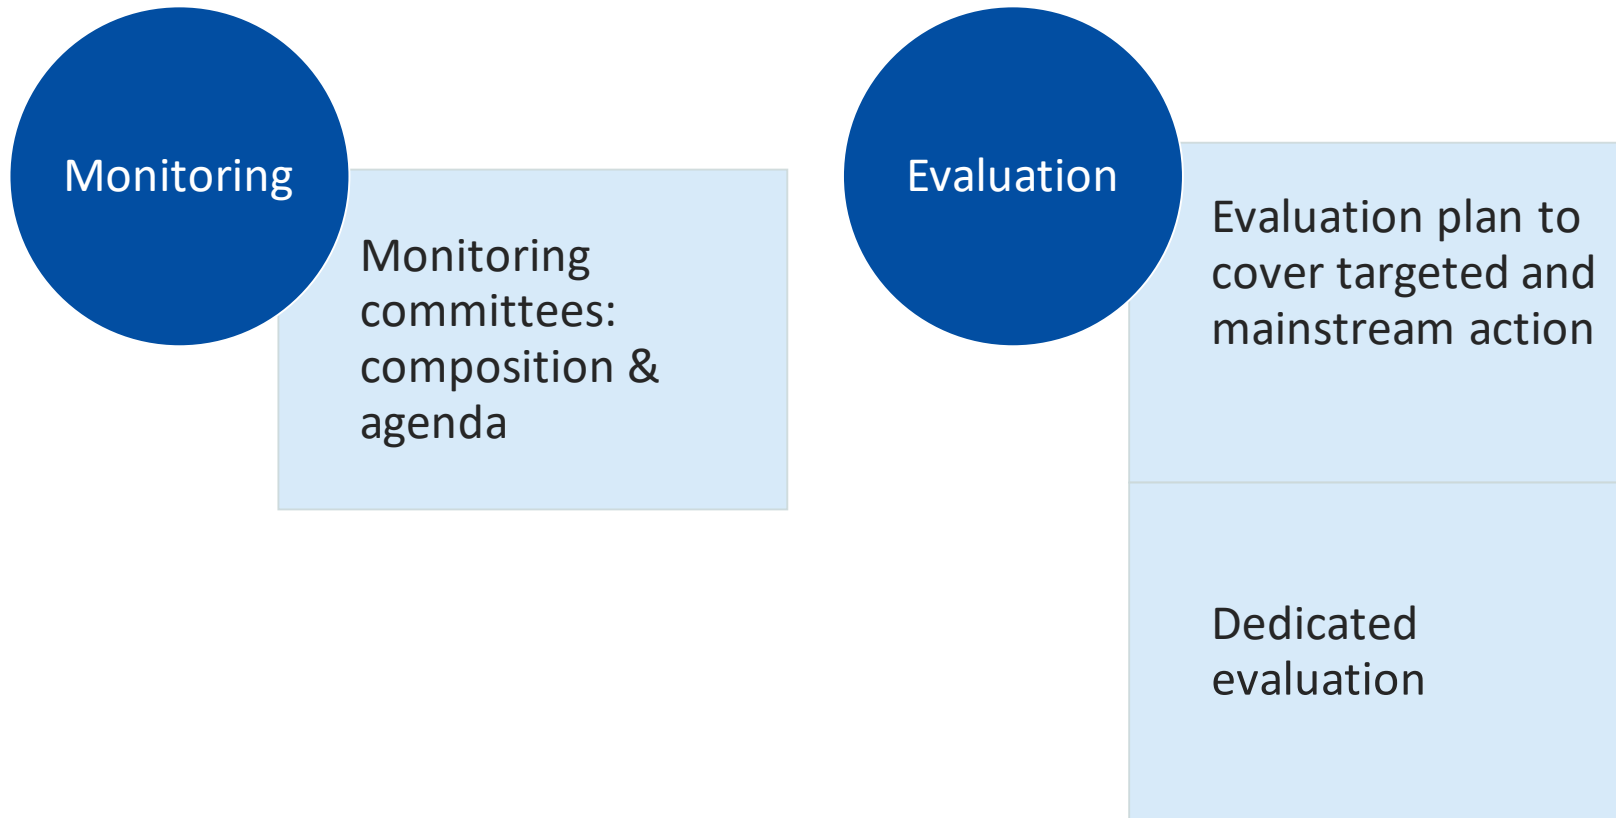 Monitoring
Monitoring
committees:
composition &
agenda
Evaluation
Evaluation plan to
cover targeted and
mainstream action
Dedicated
evaluation